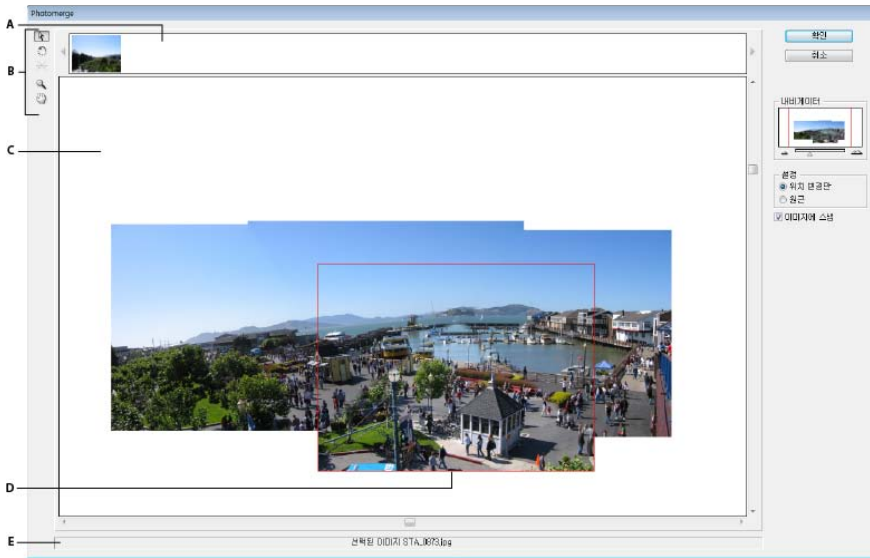 Photomerge
A
B
C
D
E
확인
취소
내비게이터
설정
위치 변경만
원근
이미지에 스냅
선택된 이미지 STA_0873.jpg